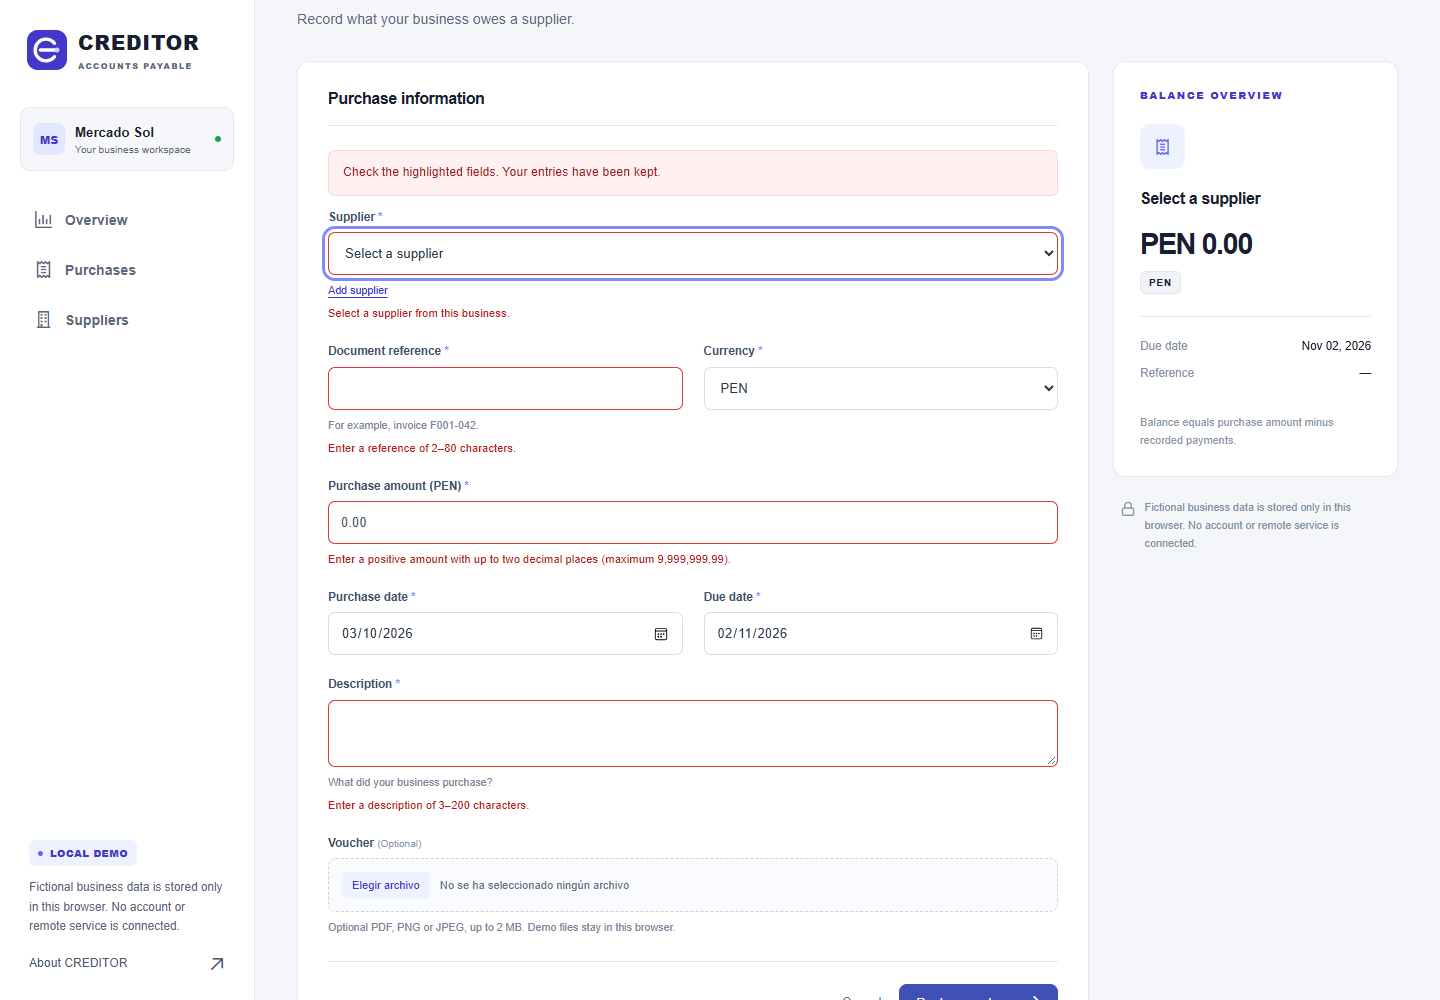 CREDITOR
ACCOUNTS PAYABLE
MS
Mercado Sol
Your business workspace
Overview
Purchases
Suppliers
LOCAL DEMO
Fictional business data is stored only
in this browser. No account or
remote service is connected.
About CREDITOR
Record what your business owes a supplier.
Purchase information
Check the highlighted fields. Your entries have been kept.
Supplier *
Select a supplier
Add supplier
Select a supplier from this business.
Document reference *
Currency *
PEN
For example, invoice F001-042.
Enter a reference of 2–80 characters.
Purchase amount (PEN) *
0.00
Enter a positive amount with up to two decimal places (maximum 9,999,999.99).
Purchase date *
Due date *
03/10/2026
02/11/2026
Description *
What did your business purchase?
Enter a description of 3–200 characters.
Voucher (Optional)
Elegir archivo No se ha seleccionado ningún archivo
Optional PDF, PNG or JPEG, up to 2 MB. Demo files stay in this browser.
BALANCE OVERVIEW
Select a supplier
PEN 0.00
PEN
Due date Nov 02, 2026
Reference —
Balance equals purchase amount minus
recorded payments.
Fictional business data is stored only in this
browser. No account or remote service is
connected.